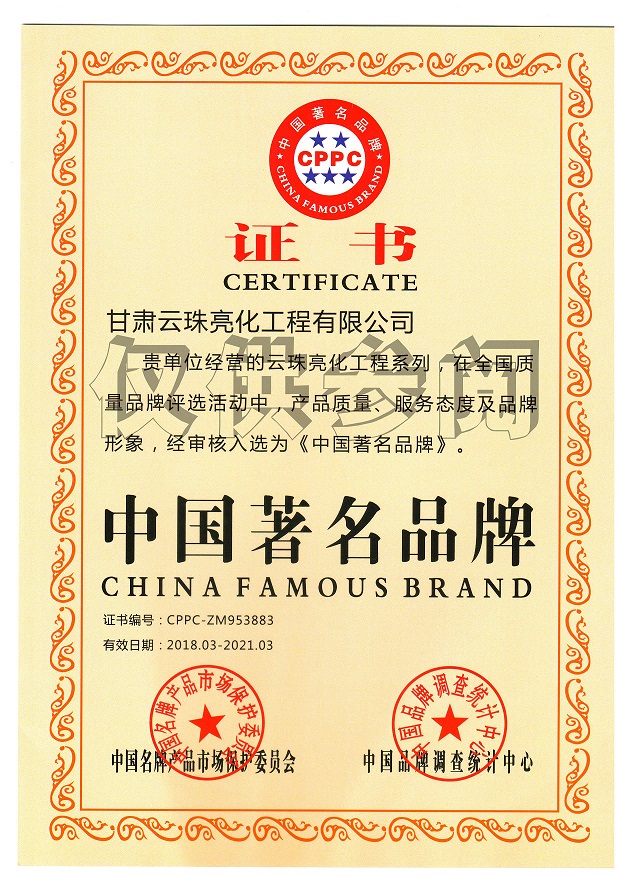 中国著名品牌
CPPC
CHINA FAMOUS BRAND
证书
CERTIFICATE
甘肃云珠亮化工程有限公司
贵单位经营的云珠亮化工程系列，在全国质
量品牌评选活动中，产品质量、服务态度及品牌
形象，经审核入选为《中国著名品牌》。
仅供参阅
中国著名品牌
CHINA FAMOUS BRAND
证书编号：CPPC-ZM953883
有效日期：2018.03-2021.03
中国名牌产品市场保护委员会
中国品牌调查统计中心
中国名牌产品市场保护委员会
中国品牌调查统计中心